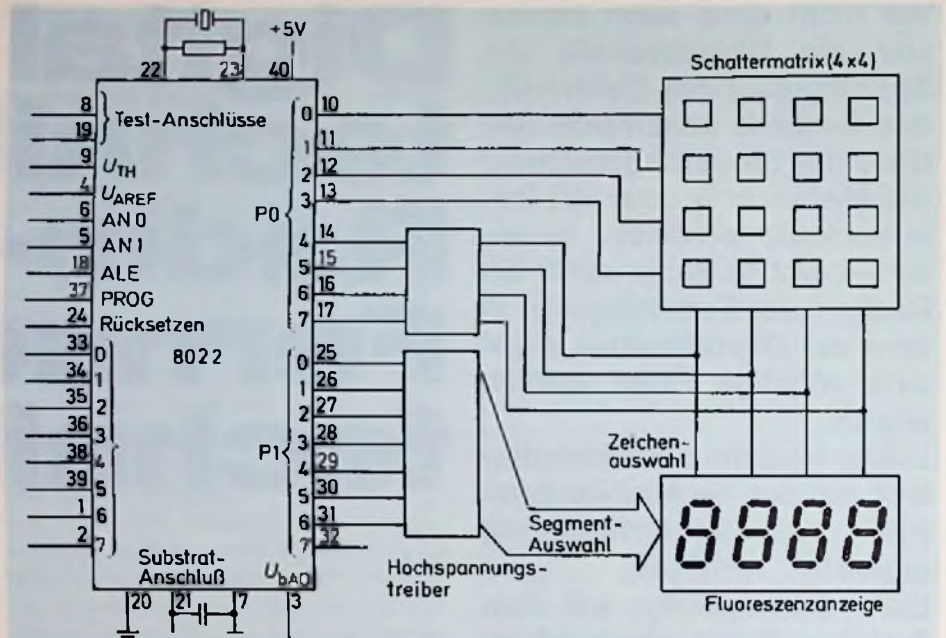 +5V
22 23 40
Schaltermatrix (4×4)
8
19
Test-Anschlüsse
9 U_TH
4 U_AREF
6 AN 0
5 AN 1
18 ALE
37 PROG
24 Rücksetzen
8022
33 0
34 1
35 2
36 3
38 4
39 5
1 6
2 7
P0
0 10
1 11
2 12
3 13
4 14
5 15
6 16
7 17
P1
0 25
1 26
2 27
3 28
4 29
5 30
6 31
7 32
Zeichen-
auswahl
Segment-
Auswahl
8888
Hochspannungs-
treiber
Fluoreszenzanzeige
Substrat-
Anschluß
U_bAD
20 21 7 3